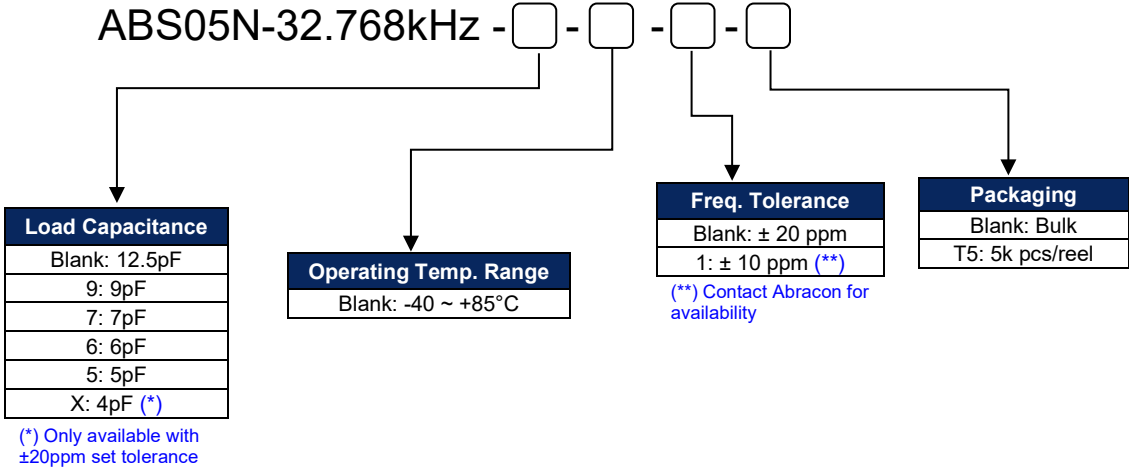 ABS05N-32.768kHz - - - -
Load Capacitance
Blank: 12.5pF
9: 9pF
7: 7pF
6: 6pF
5: 5pF
X: 4pF (*)
(*) Only available with
±20ppm set tolerance
Operating Temp. Range
Blank: -40 ~ +85°C
Freq. Tolerance
Blank: ± 20 ppm
1: ± 10 ppm (**)
(**) Contact Abracon for
availability
Packaging
Blank: Bulk
T5: 5k pcs/reel